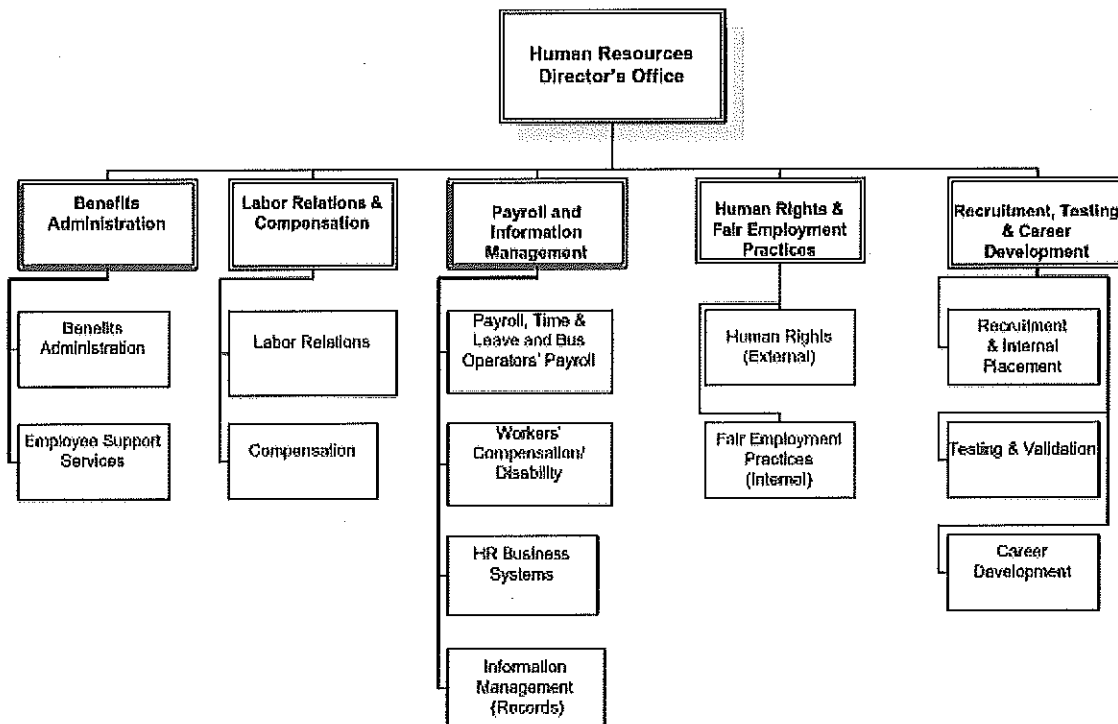 Human Resources
Director's Office
Benefits
Administration
Labor Relations &
Compensation
Payroll and
Information
Management
Human Rights &
Fair Employment
Practices
Recruitment, Testing
& Career
Development
Benefits
Administration
Employee Support
Services
Labor Relations
Compensation
Payroll, Time &
Leave and Bus
Operators' Payroll
Workers'
Compensation/
Disability
HR Business
Systems
Information
Management
(Records)
Human Rights
(External)
Fair Employment
Practices
(Internal)
Recruitment
& Internal
Placement
Testing & Validation
Career
Development